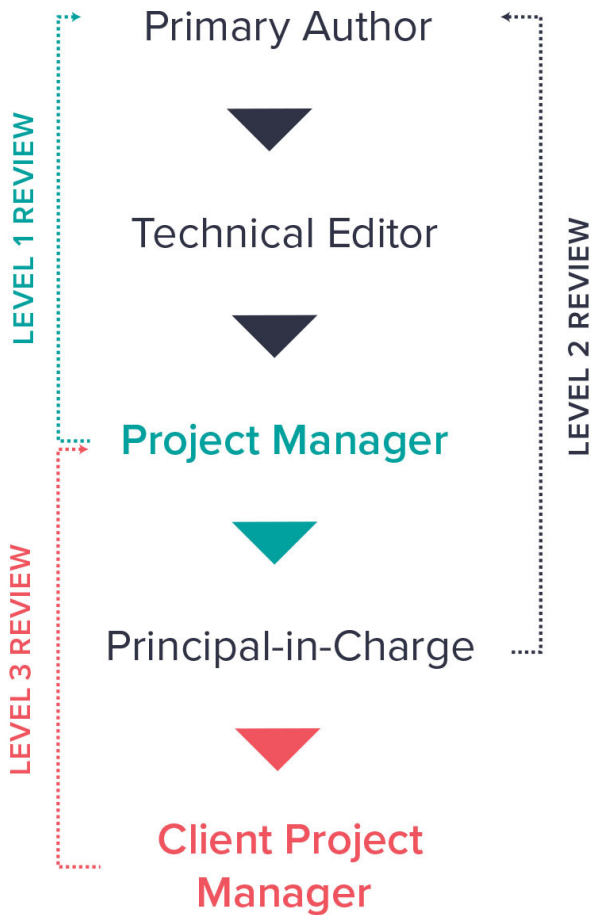 Primary Author
LEVEL 1 REVIEW
Technical Editor
LEVEL 2 REVIEW
Project Manager
LEVEL 3 REVIEW
Principal-in-Charge
Client Project
Manager